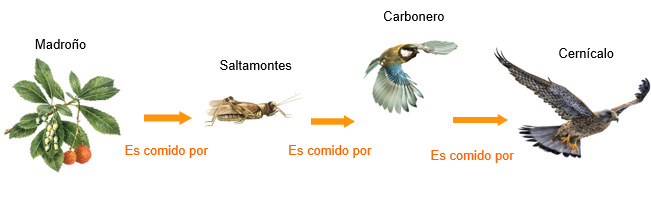 Madroño
Saltamontes
Carbonero
Cernícalo
Es comido por
Es comido por
Es comido por